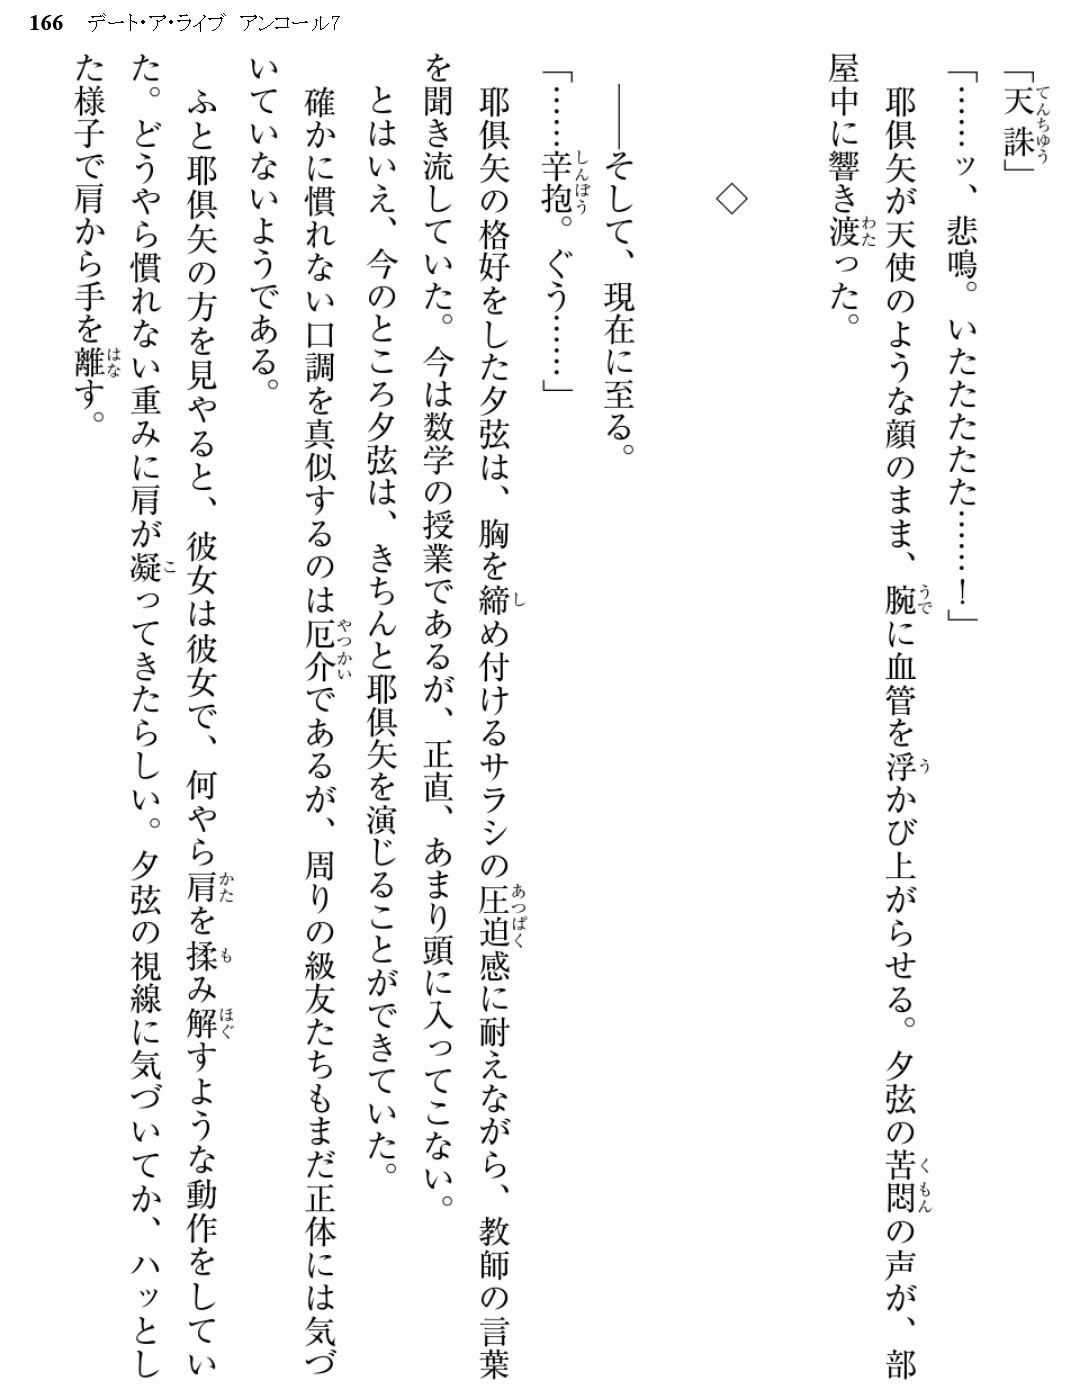 166 デート・ア・ライブ アンコール7
「天誅」
「……ッ、悲鳴。いたたたたた……！」
　耶倶矢が天使のような顔のまま、腕に血管を浮かび上がらせる。夕弦の苦悶の声が、部
屋中に響き渡った。
◇
　――そして、現在に至る。
「……辛抱。ぐう……」
　耶倶矢の格好をした夕弦は、胸を締め付けるサラシの圧迫感に耐えながら、教師の言葉
を聞き流していた。今は数学の授業であるが、正直、あまり頭に入ってこない。
　とはいえ、今のところ夕弦は、きちんと耶倶矢を演じることができていた。
　確かに慣れない口調を真似するのは厄介であるが、周りの級友たちもまだ正体には気づ
いていないようである。
　ふと耶倶矢の方を見やると、彼女は彼女で、何やら肩を揉み解すような動作をしてい
た。どうやら慣れない重みに肩が凝ってきたらしい。夕弦の視線に気づいてか、ハッとし
た様子で肩から手を離す。